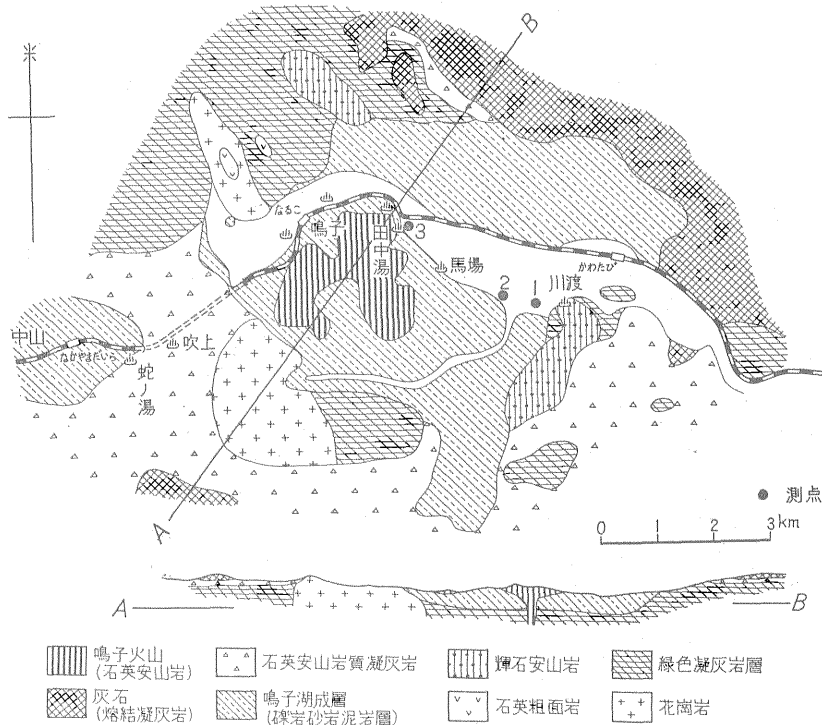 米
B
なるこ
鳴子
田中湯
3
馬場
かわたび
2
1
川渡
中山
なかやまだいら
吹上
蛇ノ湯
A
測点
0 1 2 3 km
A
B
鳴子火山
(石英安山岩)
石英安山岩質凝灰岩
輝石安山岩
緑色凝灰岩層
灰石
(熔結凝灰岩)
鳴子湖成層
(礫岩砂岩泥岩層)
石英粗面岩
花崗岩